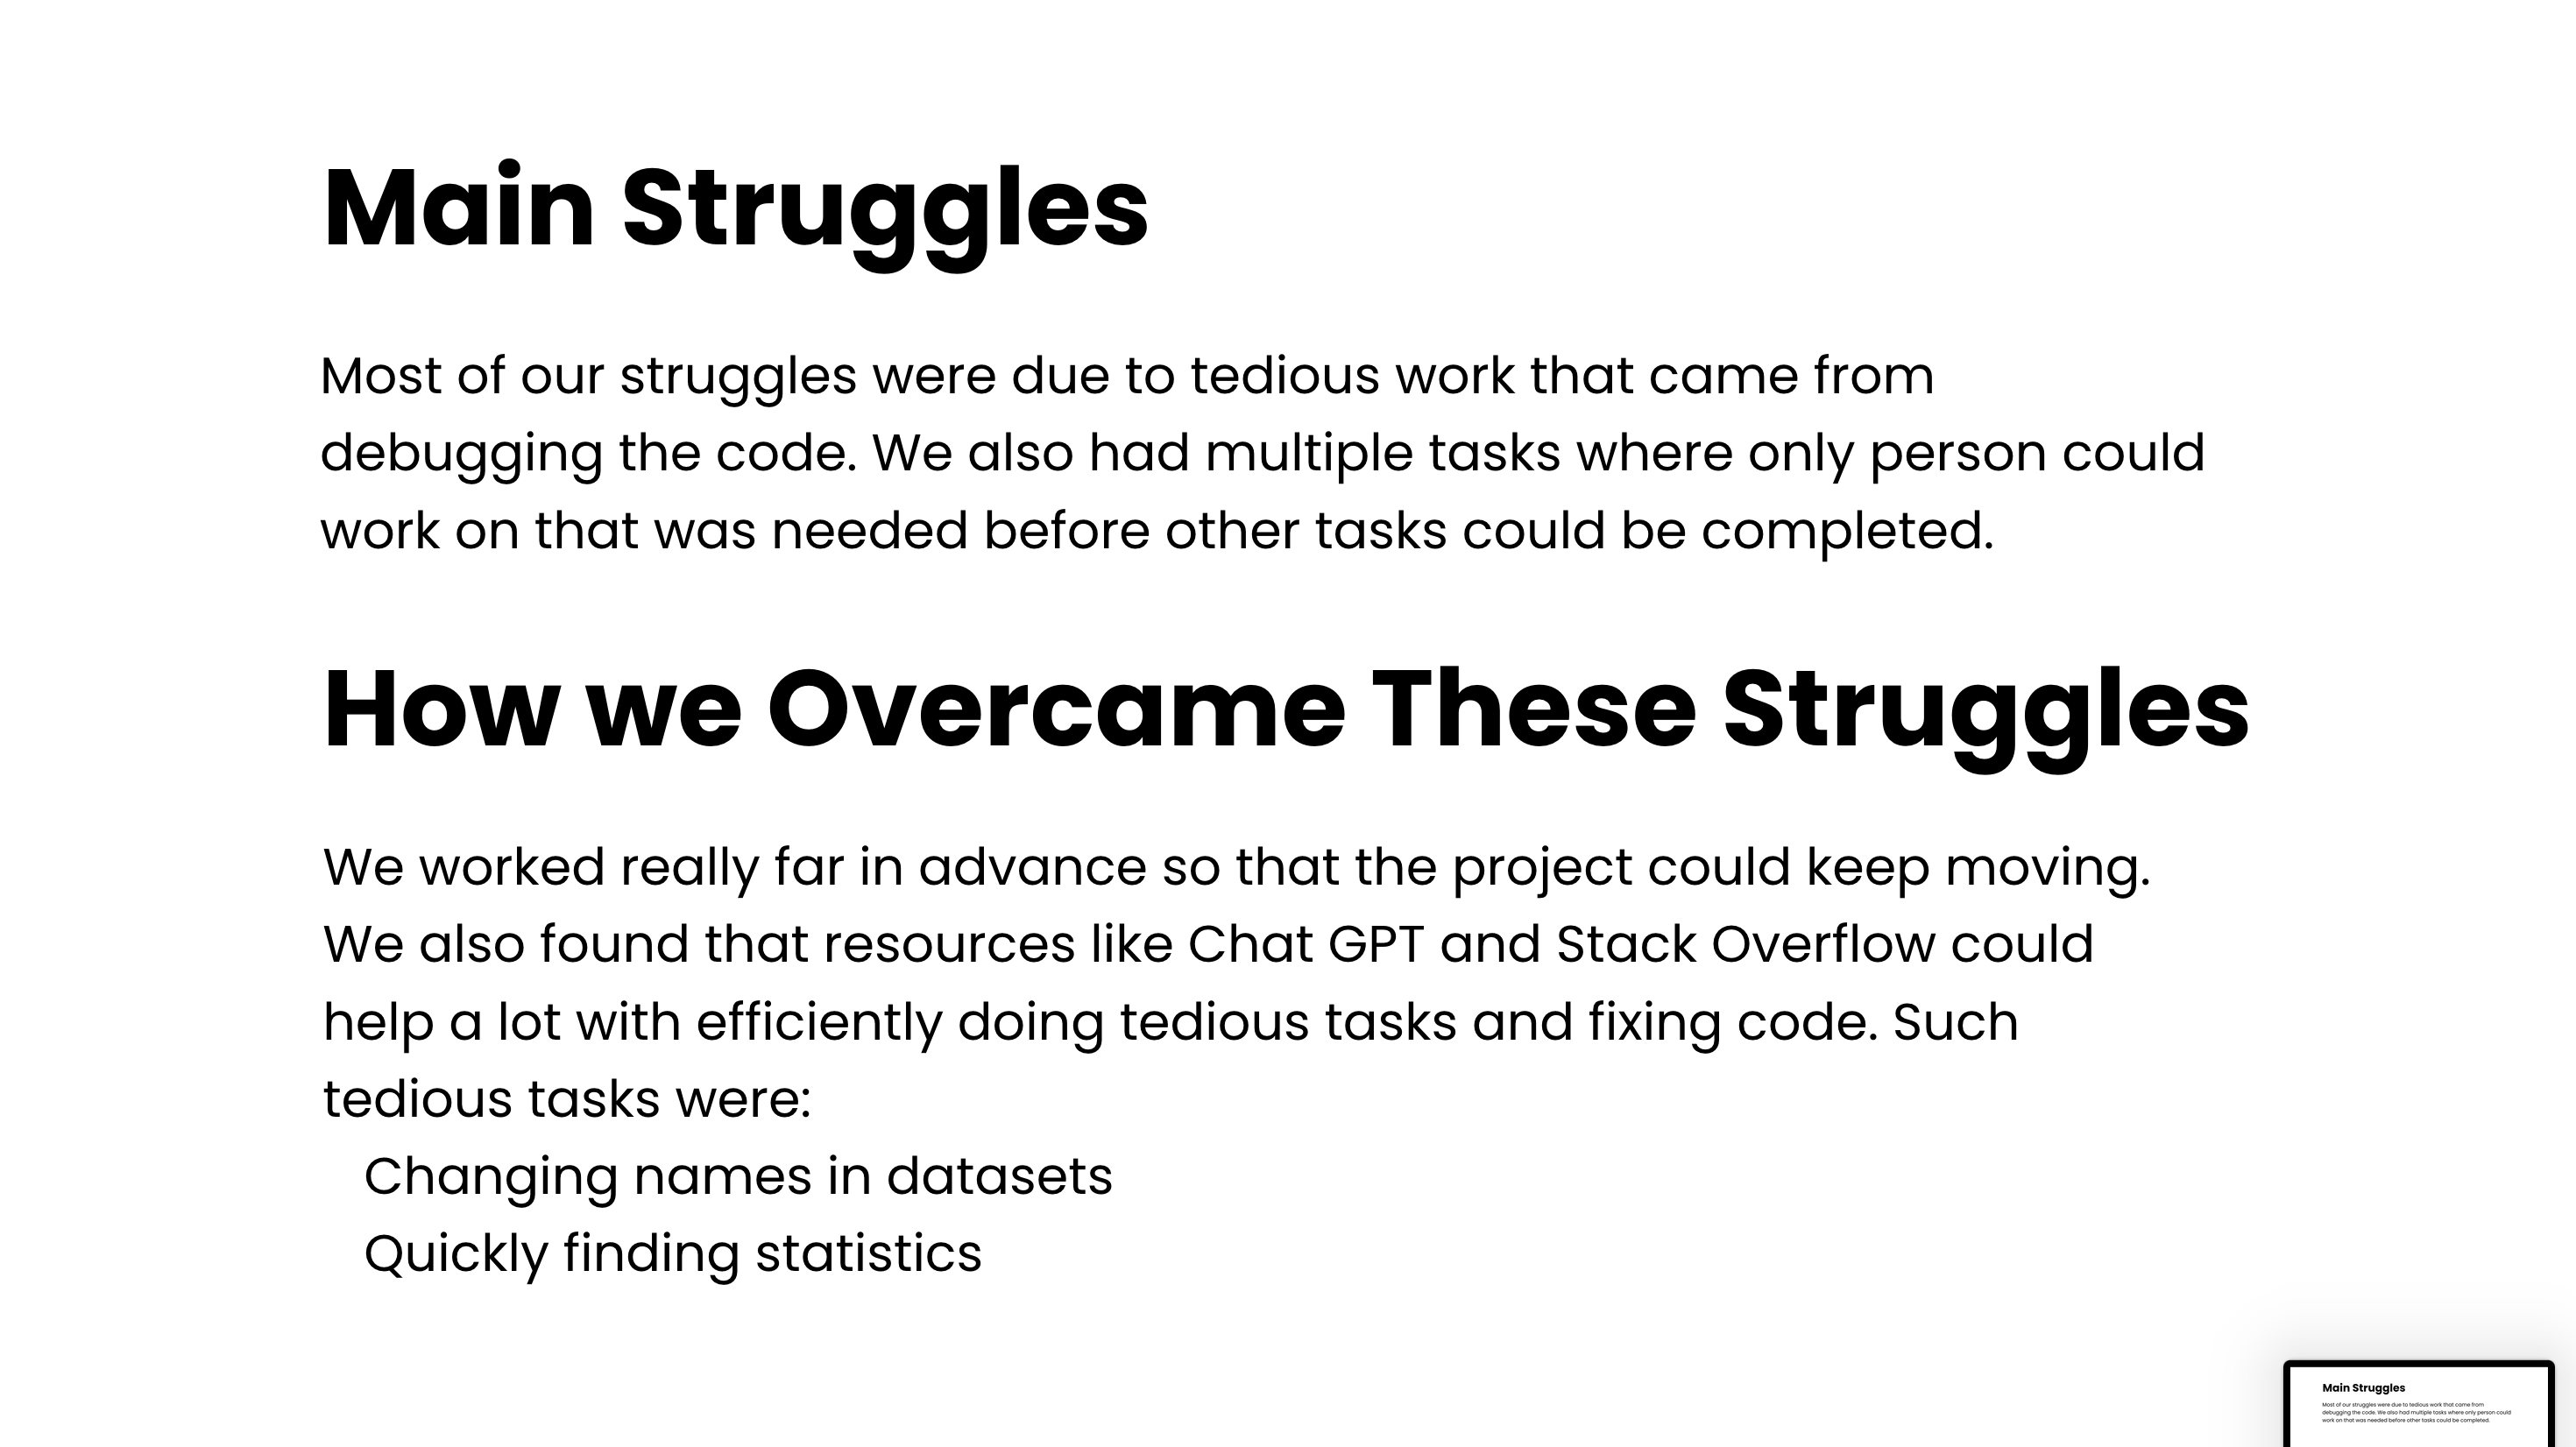 Main Struggles
Most of our struggles were due to tedious work that came from
debugging the code. We also had multiple tasks where only person could
work on that was needed before other tasks could be completed.
How we Overcame These Struggles
We worked really far in advance so that the project could keep moving.
We also found that resources like Chat GPT and Stack Overflow could
help a lot with efficiently doing tedious tasks and fixing code. Such
tedious tasks were:
Changing names in datasets
Quickly finding statistics
Main Struggles
Most of our struggles were due to tedious work that came from
debugging the code. We also had multiple tasks where only person could
work on that was needed before other tasks could be completed.